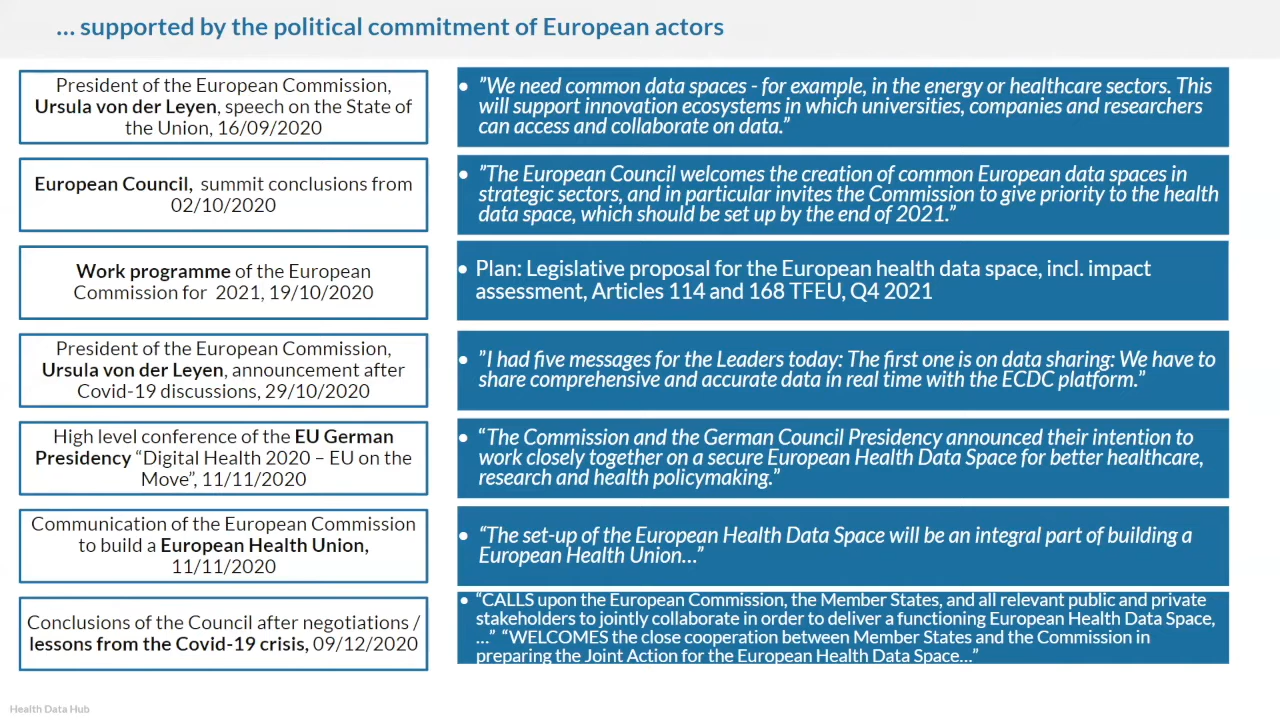 … supported by the political commitment of European actors
President of the European Commission,
Ursula von der Leyen, speech on the State of
the Union, 16/09/2020
• ”We need common data spaces - for example, in the energy or healthcare sectors. This
will support innovation ecosystems in which universities, companies and researchers
can access and collaborate on data.”
European Council, summit conclusions from
02/10/2020
• ”The European Council welcomes the creation of common European data spaces in
strategic sectors, and in particular invites the Commission to give priority to the health
data space, which should be set up by the end of 2021.”
Work programme of the European
Commission for 2021, 19/10/2020
• Plan: Legislative proposal for the European health data space, incl. impact
assessment, Articles 114 and 168 TFEU, Q4 2021
President of the European Commission,
Ursula von der Leyen, announcement after
Covid-19 discussions, 29/10/2020
• ”I had five messages for the Leaders today: The first one is on data sharing: We have to
share comprehensive and accurate data in real time with the ECDC platform.”
High level conference of the EU German
Presidency “Digital Health 2020 – EU on the
Move”, 11/11/2020
• “The Commission and the German Council Presidency announced their intention to
work closely together on a secure European Health Data Space for better healthcare,
research and health policymaking.”
Communication of the European Commission
to build a European Health Union,
11/11/2020
• “The set-up of the European Health Data Space will be an integral part of building a
European Health Union…”
Conclusions of the Council after negotiations /
lessons from the Covid-19 crisis, 09/12/2020
• “CALLS upon the European Commission, the Member States, and all relevant public and private
stakeholders to jointly collaborate in order to deliver a functioning European Health Data Space,
…” “WELCOMES the close cooperation between Member States and the Commission in
preparing the Joint Action for the European Health Data Space…”
Health Data Hub